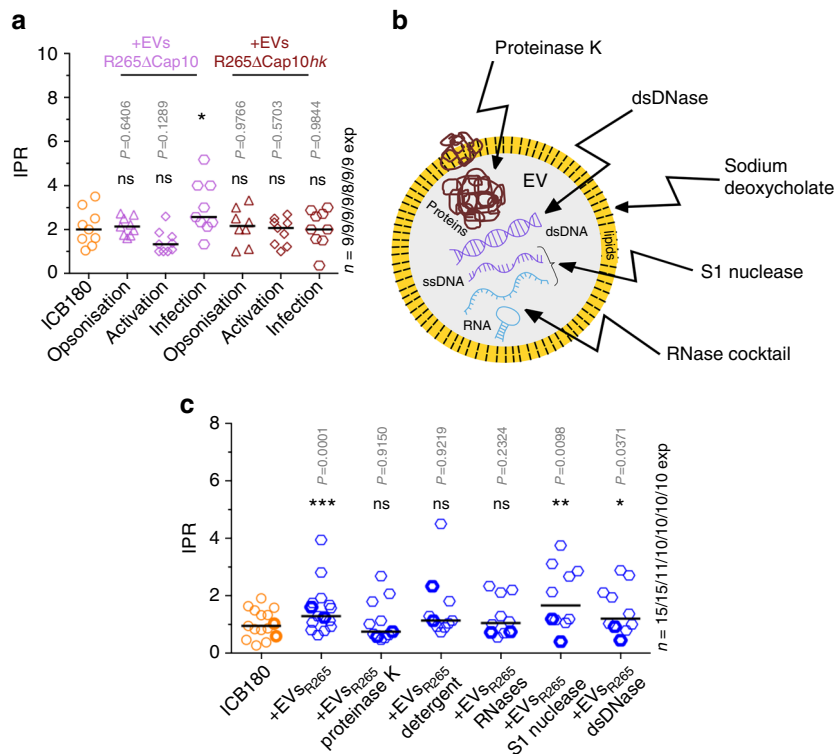 a
+EVs
R265ΔCap10
+EVs
R265ΔCap10hk
IPR
10
8
6
4
2
0
P=0.6406
P=0.1289
*
P=0.9766
P=0.5703
P=0.9844
ns
ns
ns
ns
ns
n = 9/9/9/9/8/9/9 exp
ICB180
Opsonisation
Activation
Infection
Opsonisation
Activation
Infection
b
Proteinase K
dsDNase
Sodium
deoxycholate
S1 nuclease
RNase cocktail
EV
Proteins
dsDNA
ssDNA
RNA
lipids
c
IPR
8
6
4
2
0
P=0.0001
P=0.9150
P=0.9219
P=0.2324
P=0.0098
P=0.0371
***
ns
ns
ns
**
*
n = 15/15/11/10/10/10/10 exp
ICB180
+EVsR265
+EVsR265
proteinase K
+EVsR265
detergent
+EVsR265
RNases
+EVsR265
S1 nuclease
+EVsR265
dsDNase